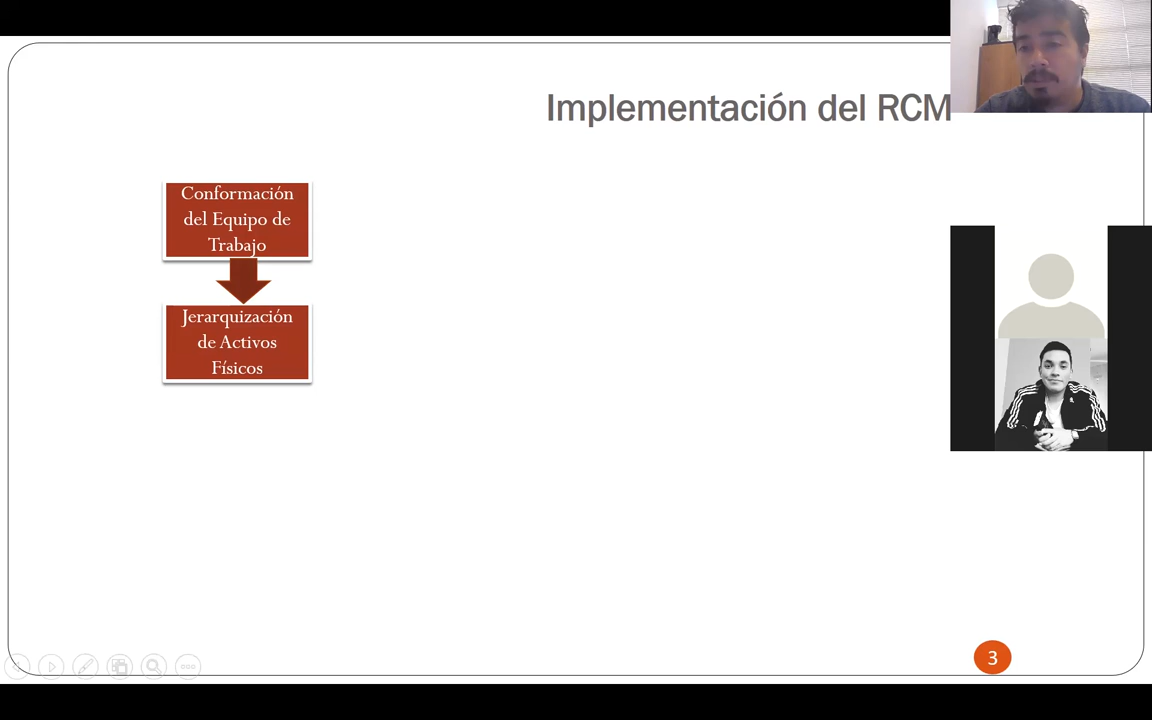 Implementación del RCM
Conformación
del Equipo de
Trabajo
Jerarquización
de Activos
Físicos
3